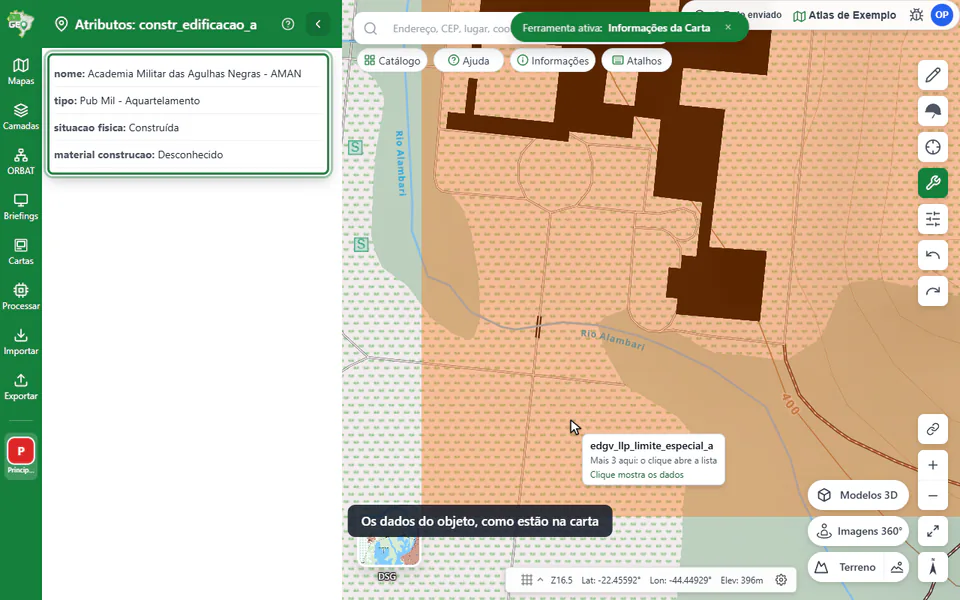 GEO
Atributos: constr_edificacao_a
nome: Academia Militar das Agulhas Negras - AMAN
tipo: Pub Mil - Aquartelamento
situacao fisica: Construída
material construcao: Desconhecido
Mapas
Camadas
ORBAT
Briefings
Cartas
Processar
Importar
Exportar
P
Princip...
Endereço, CEP, lugar, coo
Ferramenta ativa: Informações da Carta ×
enviado
Atlas de Exemplo
OP
Catálogo
Ajuda
Informações
Atalhos
Rio Alambari
S
S
Rio Alambari
400
edgv_llp_limite_especial_a
Mais 3 aqui: o clique abre a lista
Clique mostra os dados
Os dados do objeto, como estão na carta
DSG
Modelos 3D
Imagens 360°
Terreno
Z16.5 Lat: -22.45592° Lon: -44.44929° Elev: 396m